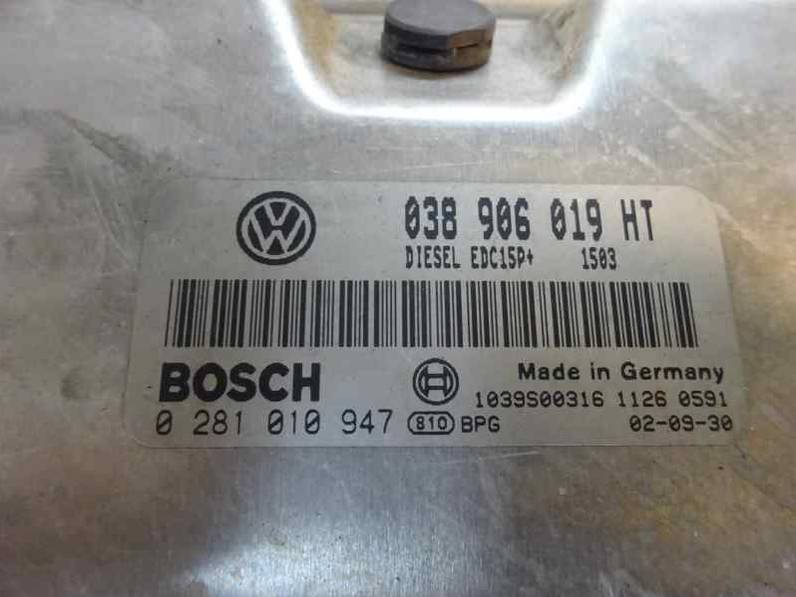 038 906 019 HT
DIESEL EDC15P+ 1503
BOSCH
Made in Germany
1039S00316 1126 0591
0 281 010 947 810 BPG 02-09-30